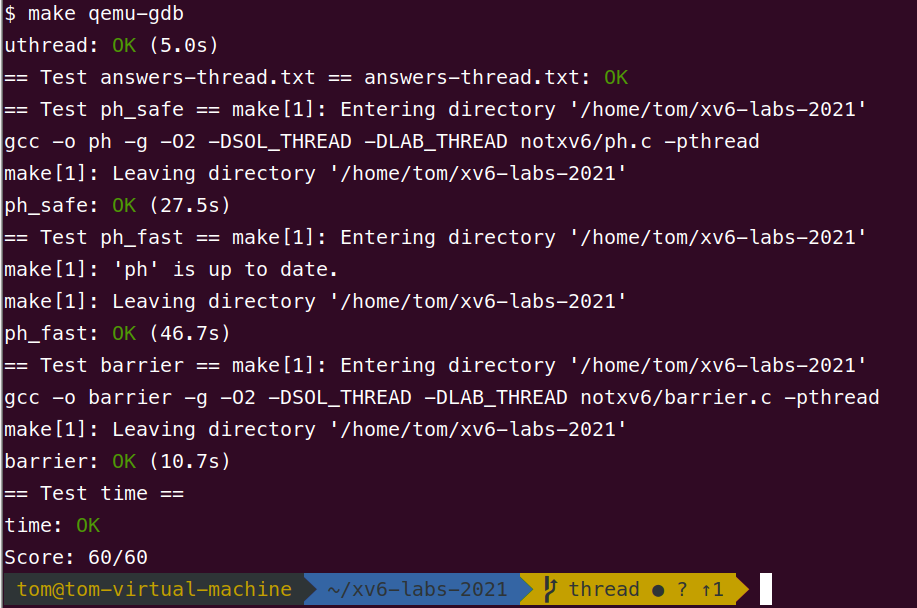 $ make qemu-gdb
uthread: OK (5.0s)
== Test answers-thread.txt == answers-thread.txt: OK
== Test ph_safe == make[1]: Entering directory '/home/tom/xv6-labs-2021'
gcc -o ph -g -O2 -DSOL_THREAD -DLAB_THREAD notxv6/ph.c -pthread
make[1]: Leaving directory '/home/tom/xv6-labs-2021'
ph_safe: OK (27.5s)
== Test ph_fast == make[1]: Entering directory '/home/tom/xv6-labs-2021'
make[1]: 'ph' is up to date.
make[1]: Leaving directory '/home/tom/xv6-labs-2021'
ph_fast: OK (46.7s)
== Test barrier == make[1]: Entering directory '/home/tom/xv6-labs-2021'
gcc -o barrier -g -O2 -DSOL_THREAD -DLAB_THREAD notxv6/barrier.c -pthread
make[1]: Leaving directory '/home/tom/xv6-labs-2021'
barrier: OK (10.7s)
== Test time ==
time: OK
Score: 60/60
tom@tom-virtual-machine ~/xv6-labs-2021 thread ● ? ↑1